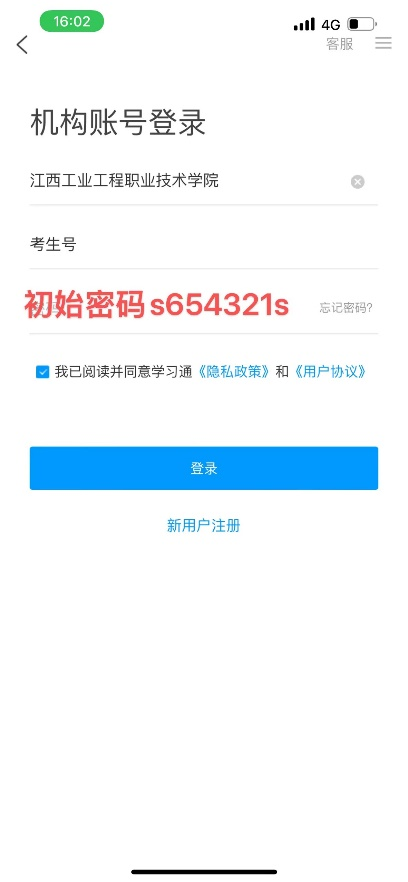 16:02
4G
客服
机构账号登录
江西工业工程职业技术学院
考生号
初始密码s654321s
忘记密码?
我已阅读并同意学习通《隐私政策》和《用户协议》
登录
新用户注册